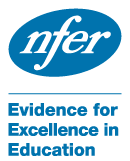 nfer
Evidence for
Excellence in
Education